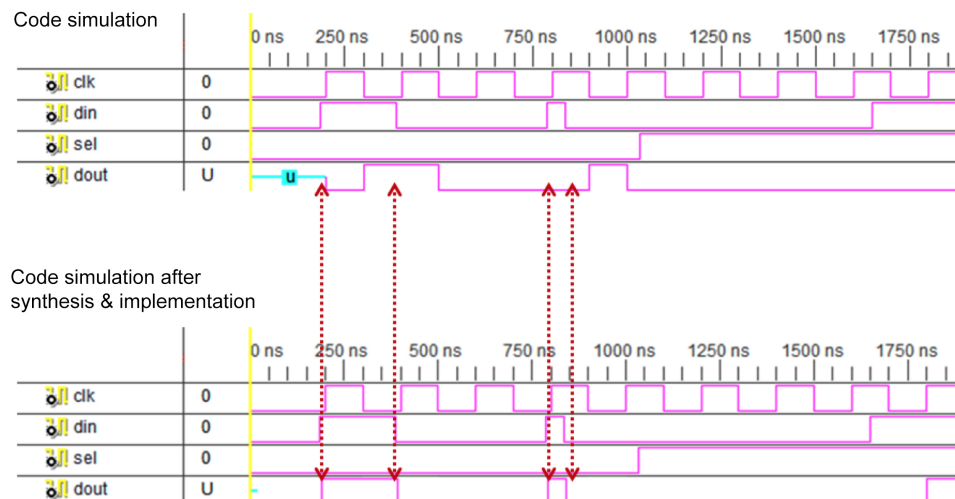 Code simulation
0 ns 250 ns 500 ns 750 ns 1000 ns 1250 ns 1500 ns 1750 ns
clk 0
din 0
sel 0
dout U u
Code simulation after
synthesis & implementation
0 ns 250 ns 500 ns 750 ns 1000 ns 1250 ns 1500 ns 1750 ns
clk 0
din 0
sel 0
dout U